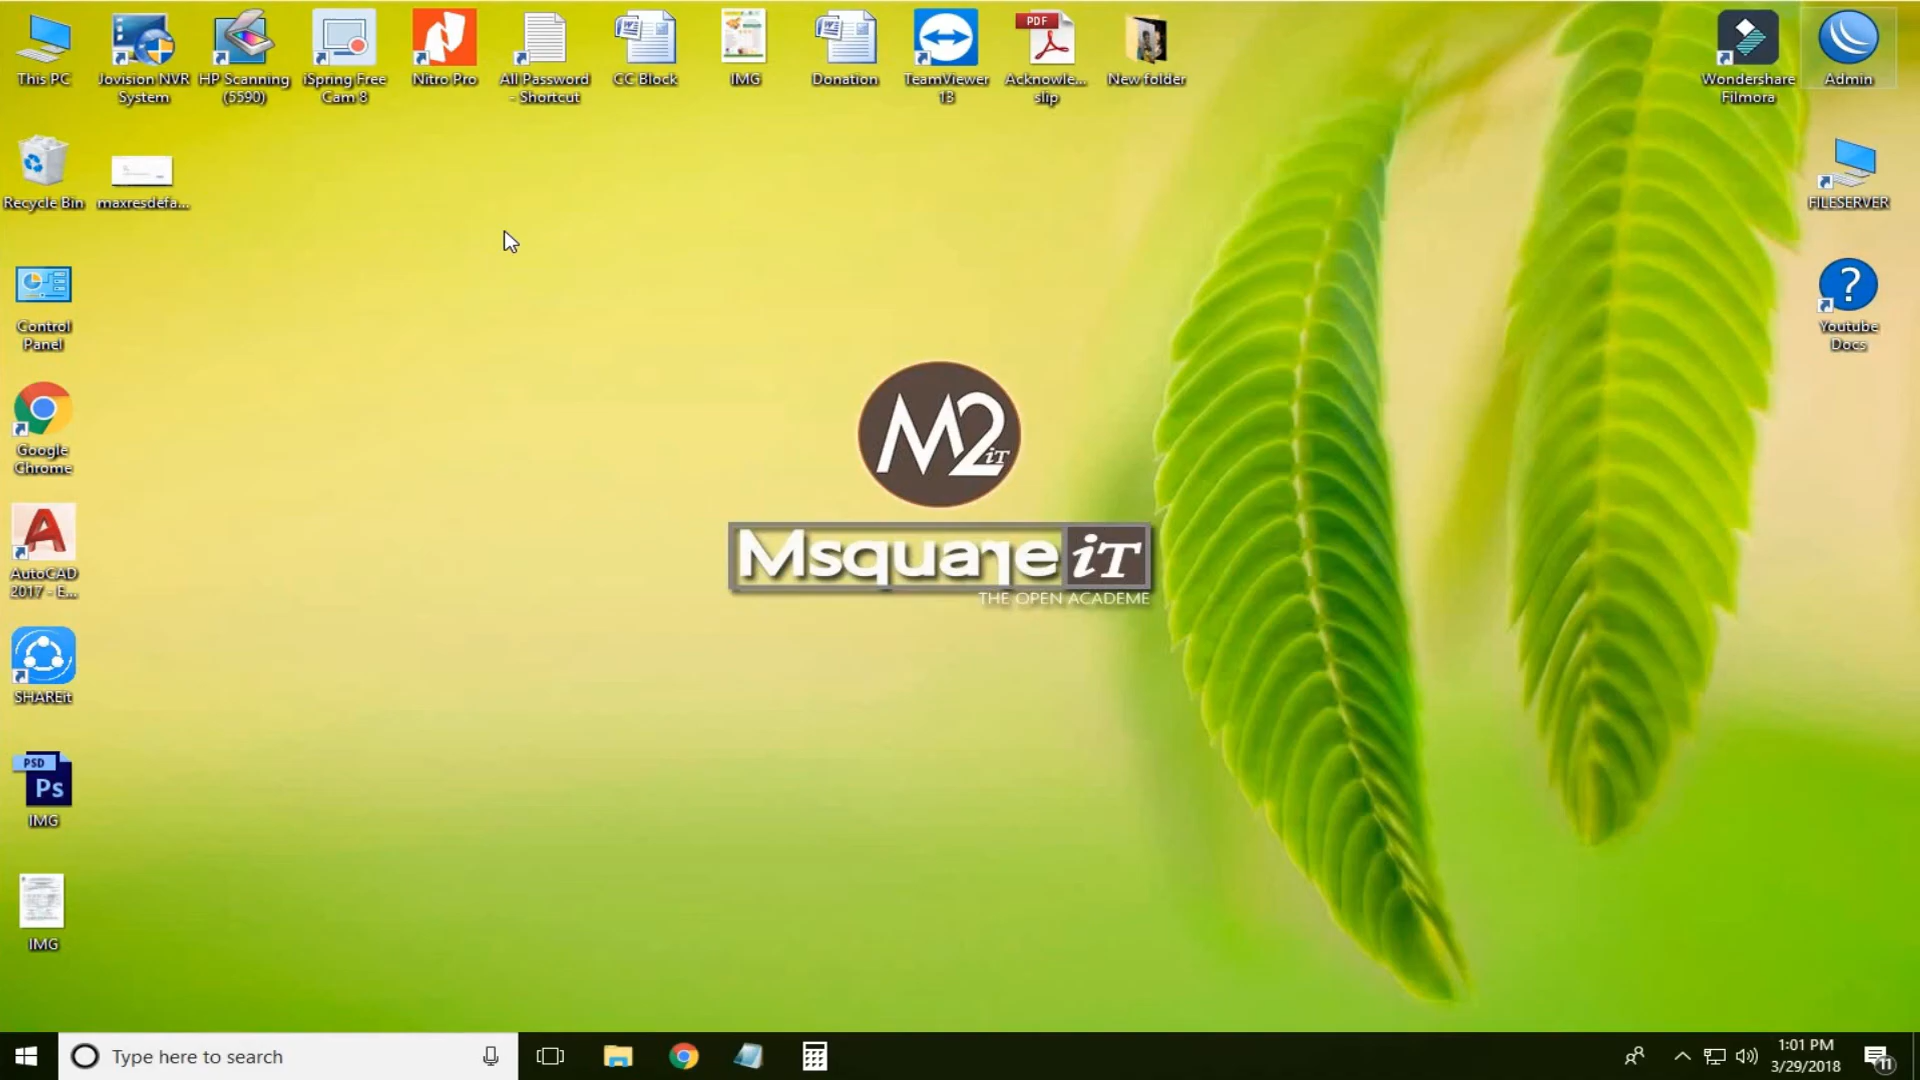 This PC
Jovision NVR
System
HP Scanning
(5590)
iSpring Free
Cam 8
Nitro Pro
All Password
- Shortcut
CC Block
IMG
Donation
TeamViewer
13
PDF
Acknowle...
slip
New folder
Wondershare
Filmora
Admin
Recycle Bin
maxresdefa...
FILESERVER
Control
Panel
?
Youtube
Docs
Google
Chrome
M2
iT
Msquare iT
THE OPEN ACADEME
AutoCAD
2017 - E...
SHAREit
PSD
Ps
IMG
IMG
Type here to search
1:01 PM
3/29/2018
11